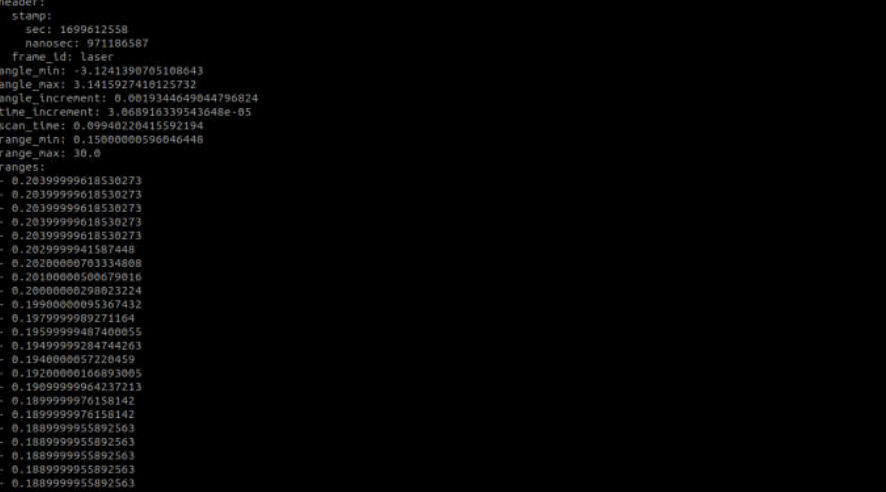 header:
  stamp:
    sec: 1699612558
    nanosec: 971186587
  frame_id: laser
angle_min: -3.1241390705108643
angle_max: 3.1415927410125732
angle_increment: 0.0019344649044796824
time_increment: 3.068916339543648e-05
scan_time: 0.09940220415592194
range_min: 0.15000000596046448
range_max: 30.0
ranges:
- 0.20399999618530273
- 0.20399999618530273
- 0.20399999618530273
- 0.20399999618530273
- 0.20399999618530273
- 0.2029999941587448
- 0.20200000703334808
- 0.20100000500679016
- 0.20000000298023224
- 0.19900000095367432
- 0.1979999989271164
- 0.19599999487400055
- 0.19499999284744263
- 0.1940000057220459
- 0.19200000166893005
- 0.19099999964237213
- 0.1899999976158142
- 0.1899999976158142
- 0.1889999955892563
- 0.1889999955892563
- 0.1889999955892563
- 0.1889999955892563
- 0.1889999955892563